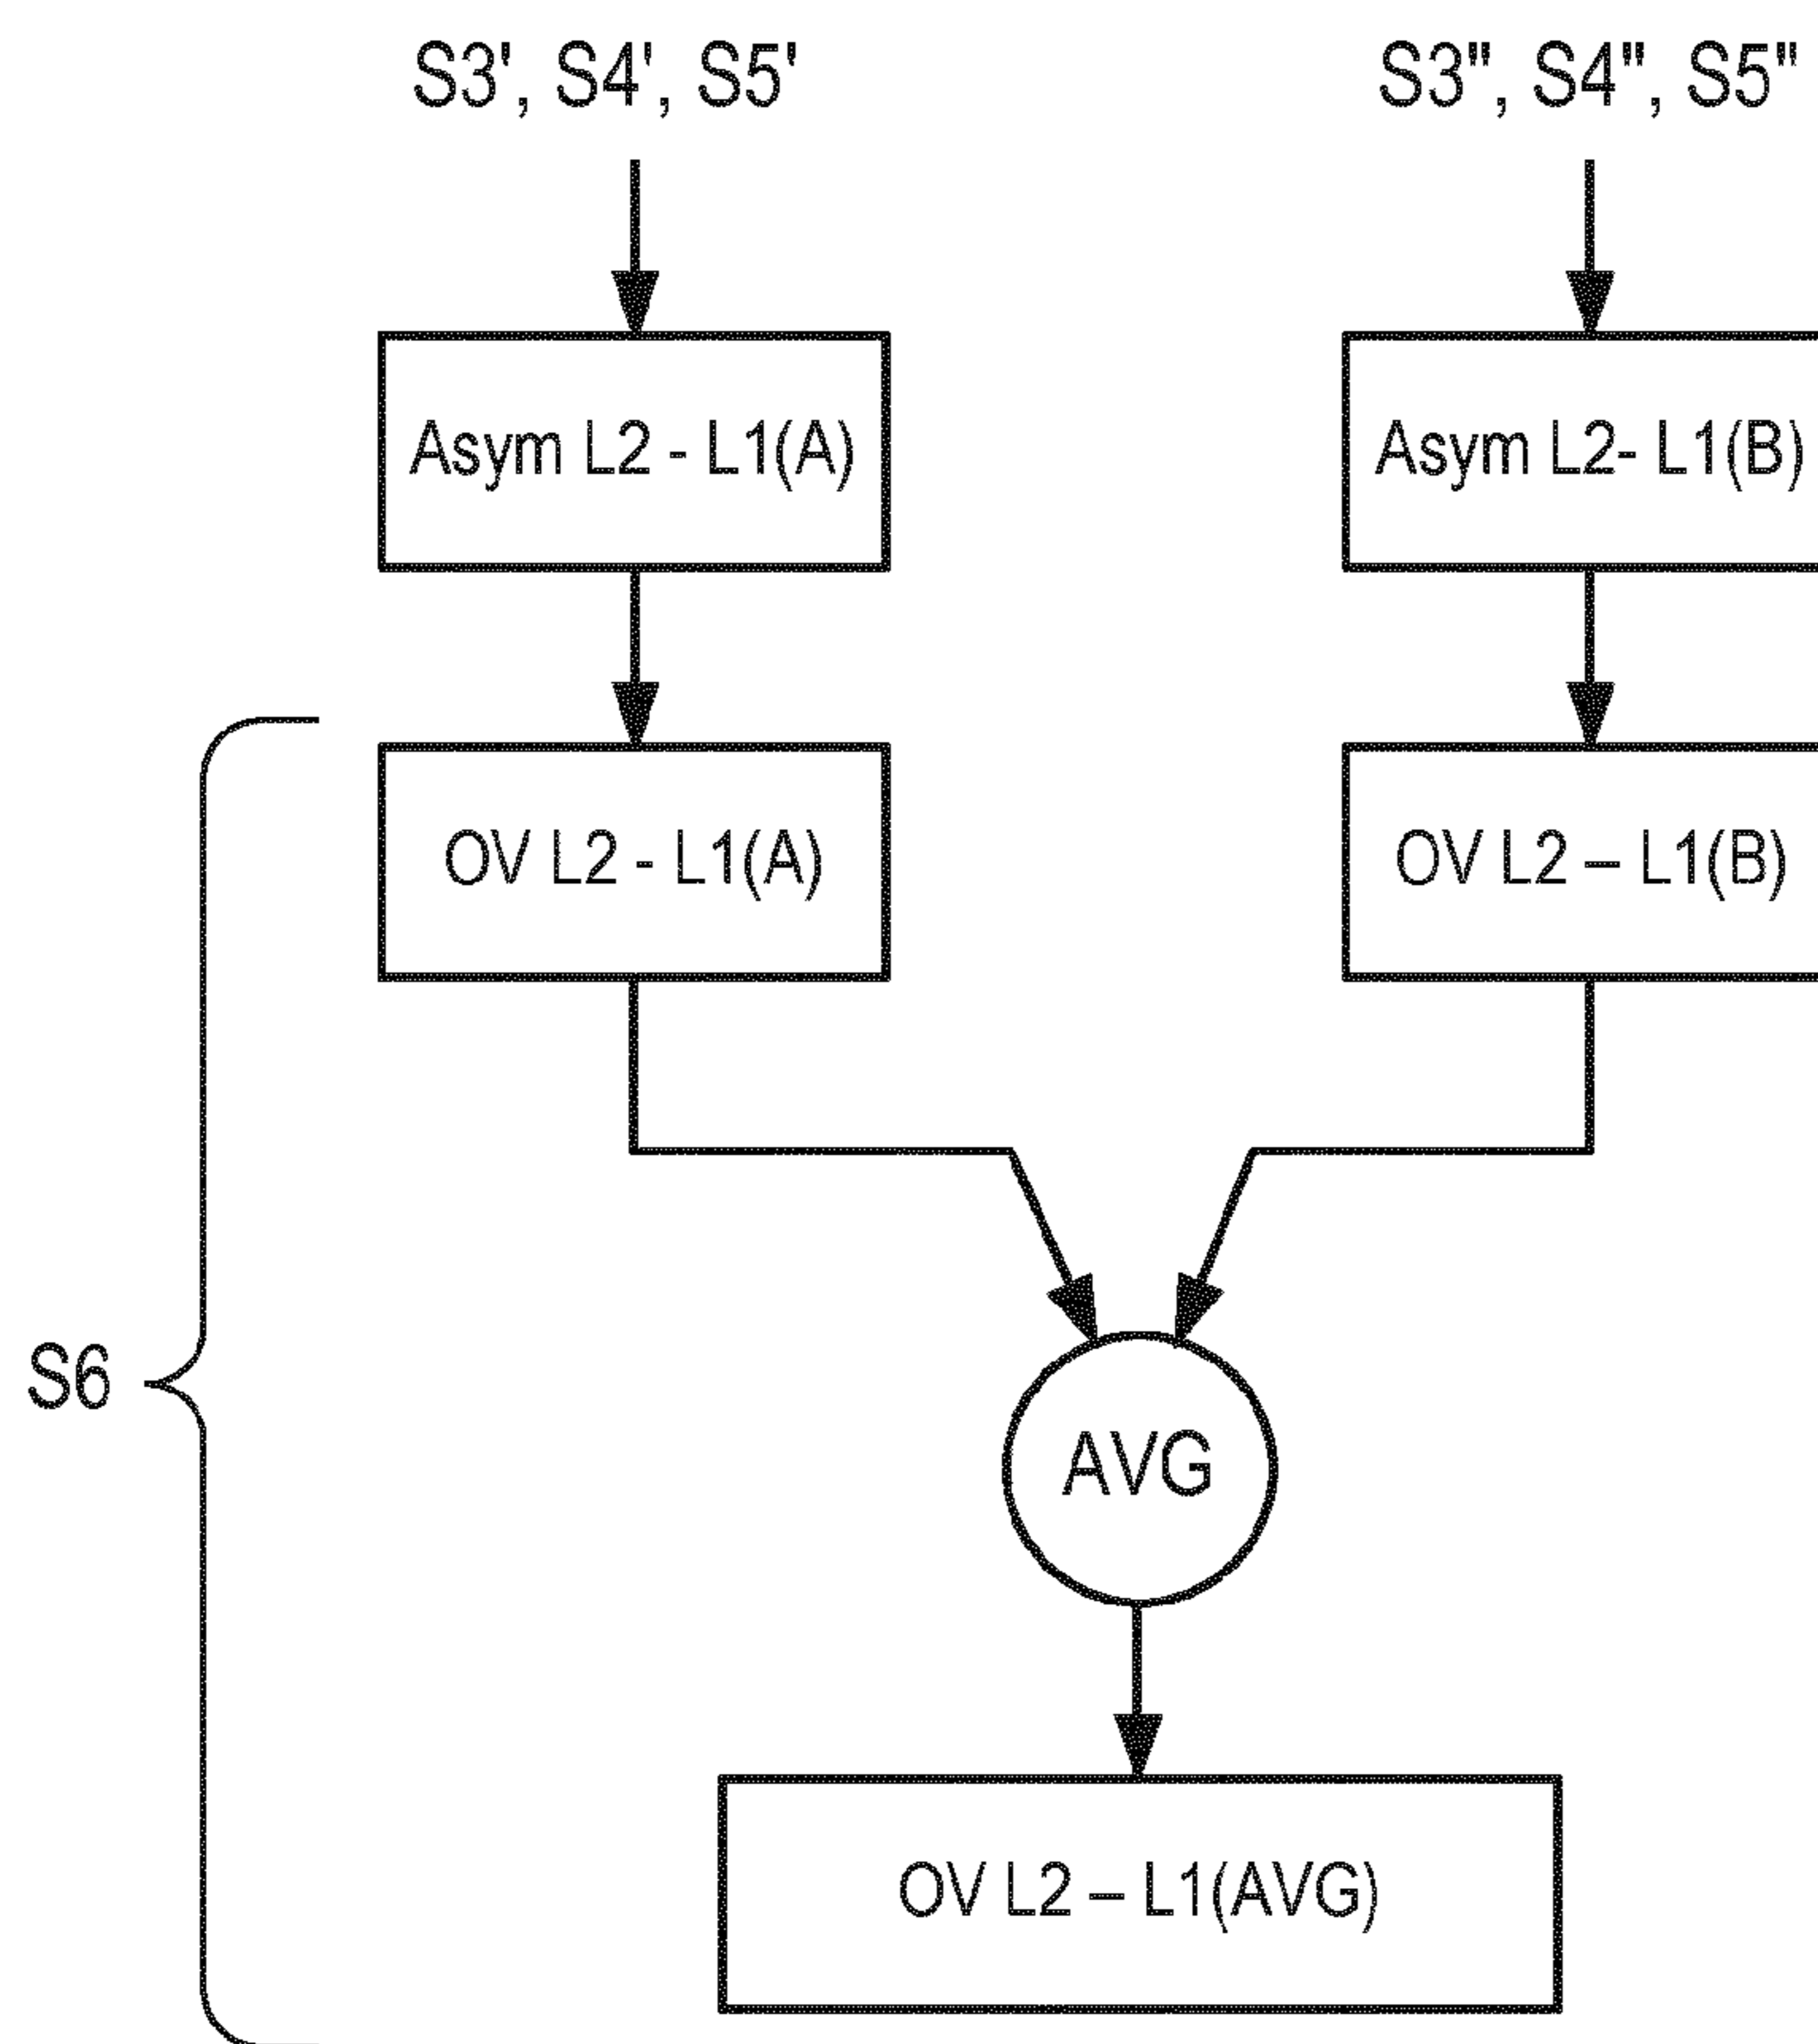 S3', S4', S5'
S3", S4", S5"
Asym L2 - L1(A)
Asym L2- L1(B)
OV L2 - L1(A)
OV L2 – L1(B)
S6
AVG
OV L2 – L1(AVG)